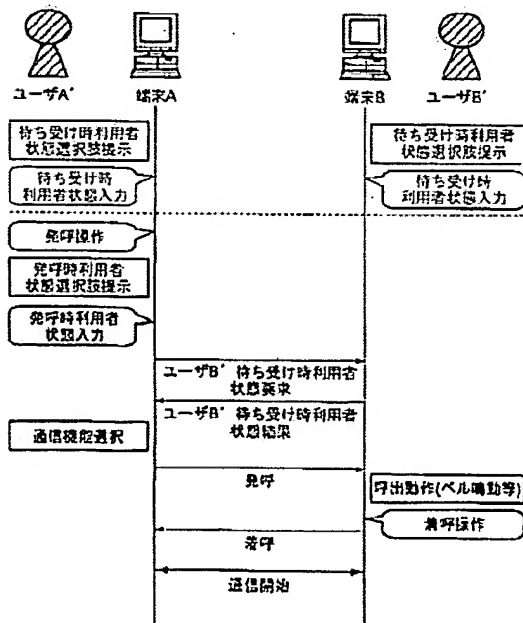 ユーザA'
端末A
端末B
ユーザB'
待ち受け時利用者
状態選択肢提示
待ち受け時利用者
状態選択肢提示
待ち受け時
利用者状態入力
待ち受け時
利用者状態入力
発呼操作
発呼時利用者
状態選択肢提示
発呼時利用者
状態入力
ユーザB' 待ち受け時利用者
状態要求
ユーザB' 待ち受け時利用者
状態結果
通信機能選択
発呼
呼出動作(ベル鳴動等)
着呼操作
着呼
通信開始